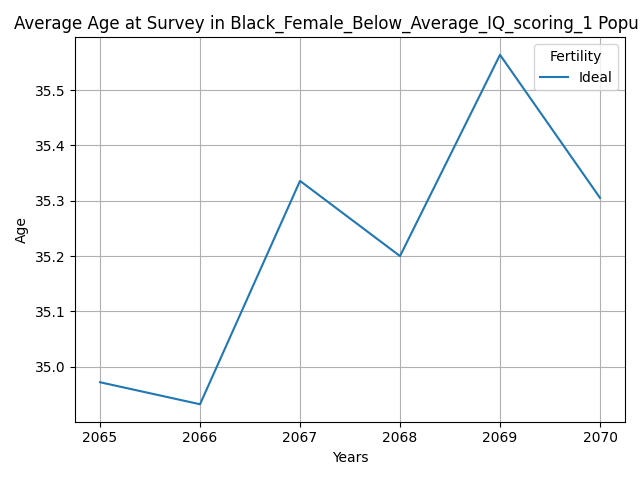 Average Age at Survey in Black_Female_Below_Average_IQ_scoring_1 Popu
Fertility
Ideal
35.5
35.4
35.3
35.2
35.1
35.0
Age
2065 2066 2067 2068 2069 2070
Years